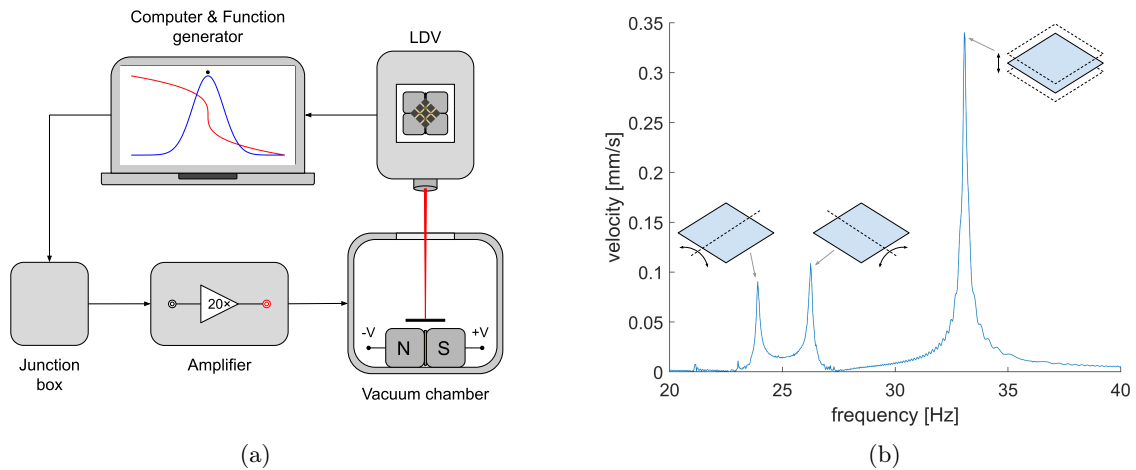 Computer & Function
generator
LDV
20×
-V
N
S
+V
Junction
box
Amplifier
Vacuum chamber
(a)
velocity [mm/s]
0.35
0.3
0.25
0.2
0.15
0.1
0.05
0
20
25
30
35
40
frequency [Hz]
(b)